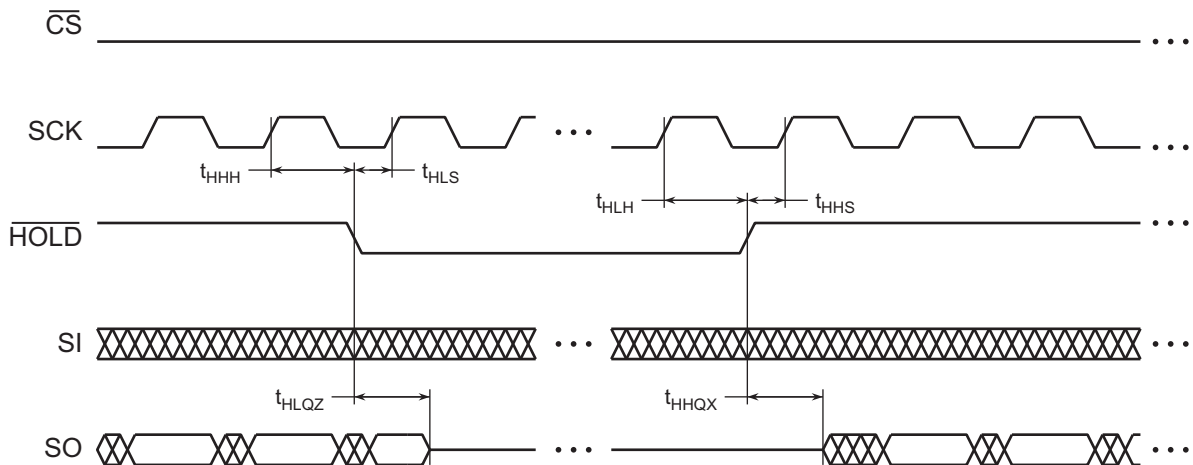 CS
SCK
tHHH
tHLS
tHLH
tHHS
HOLD
SI
tHLQZ
tHHQX
SO